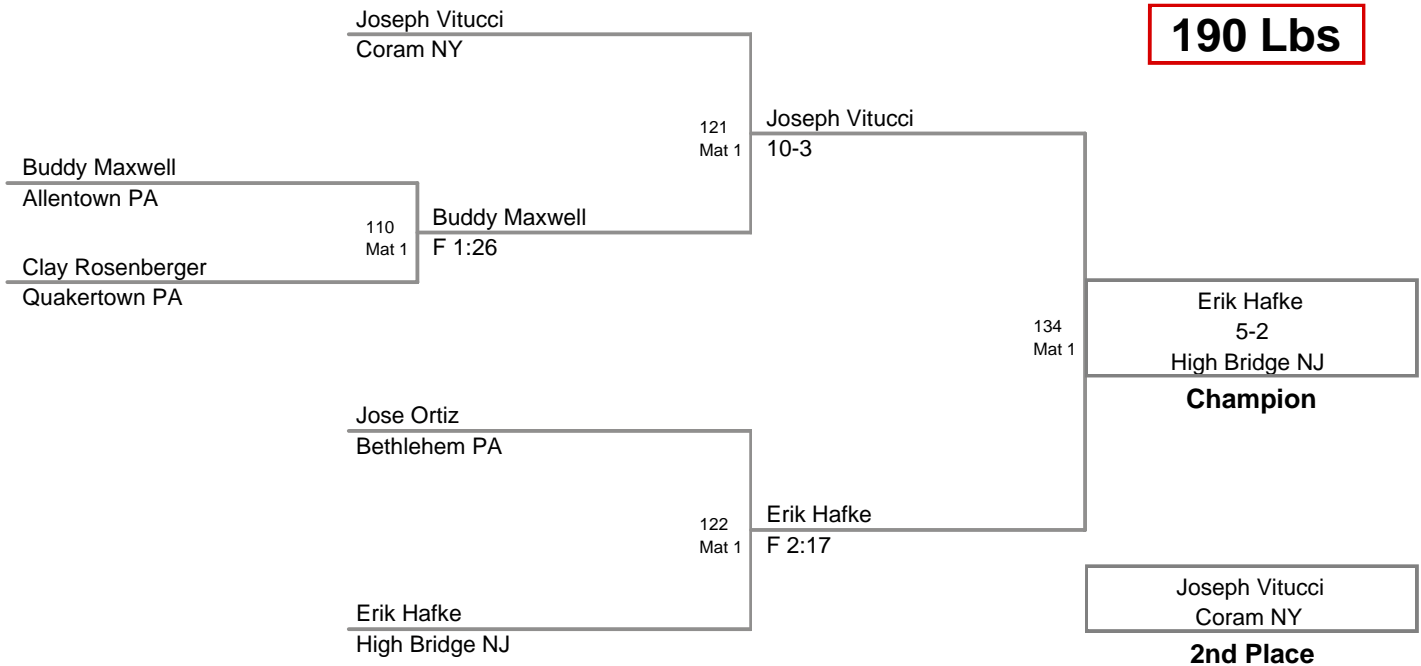 190 Lbs
Joseph Vitucci
Coram NY
121
Mat 1
Joseph Vitucci
10-3
Buddy Maxwell
Allentown PA
110
Mat 1
Buddy Maxwell
F 1:26
Clay Rosenberger
Quakertown PA
134
Mat 1
Erik Hafke
5-2
High Bridge NJ
Champion
Jose Ortiz
Bethlehem PA
122
Mat 1
Erik Hafke
F 2:17
Erik Hafke
High Bridge NJ
Joseph Vitucci
Coram NY
2nd Place